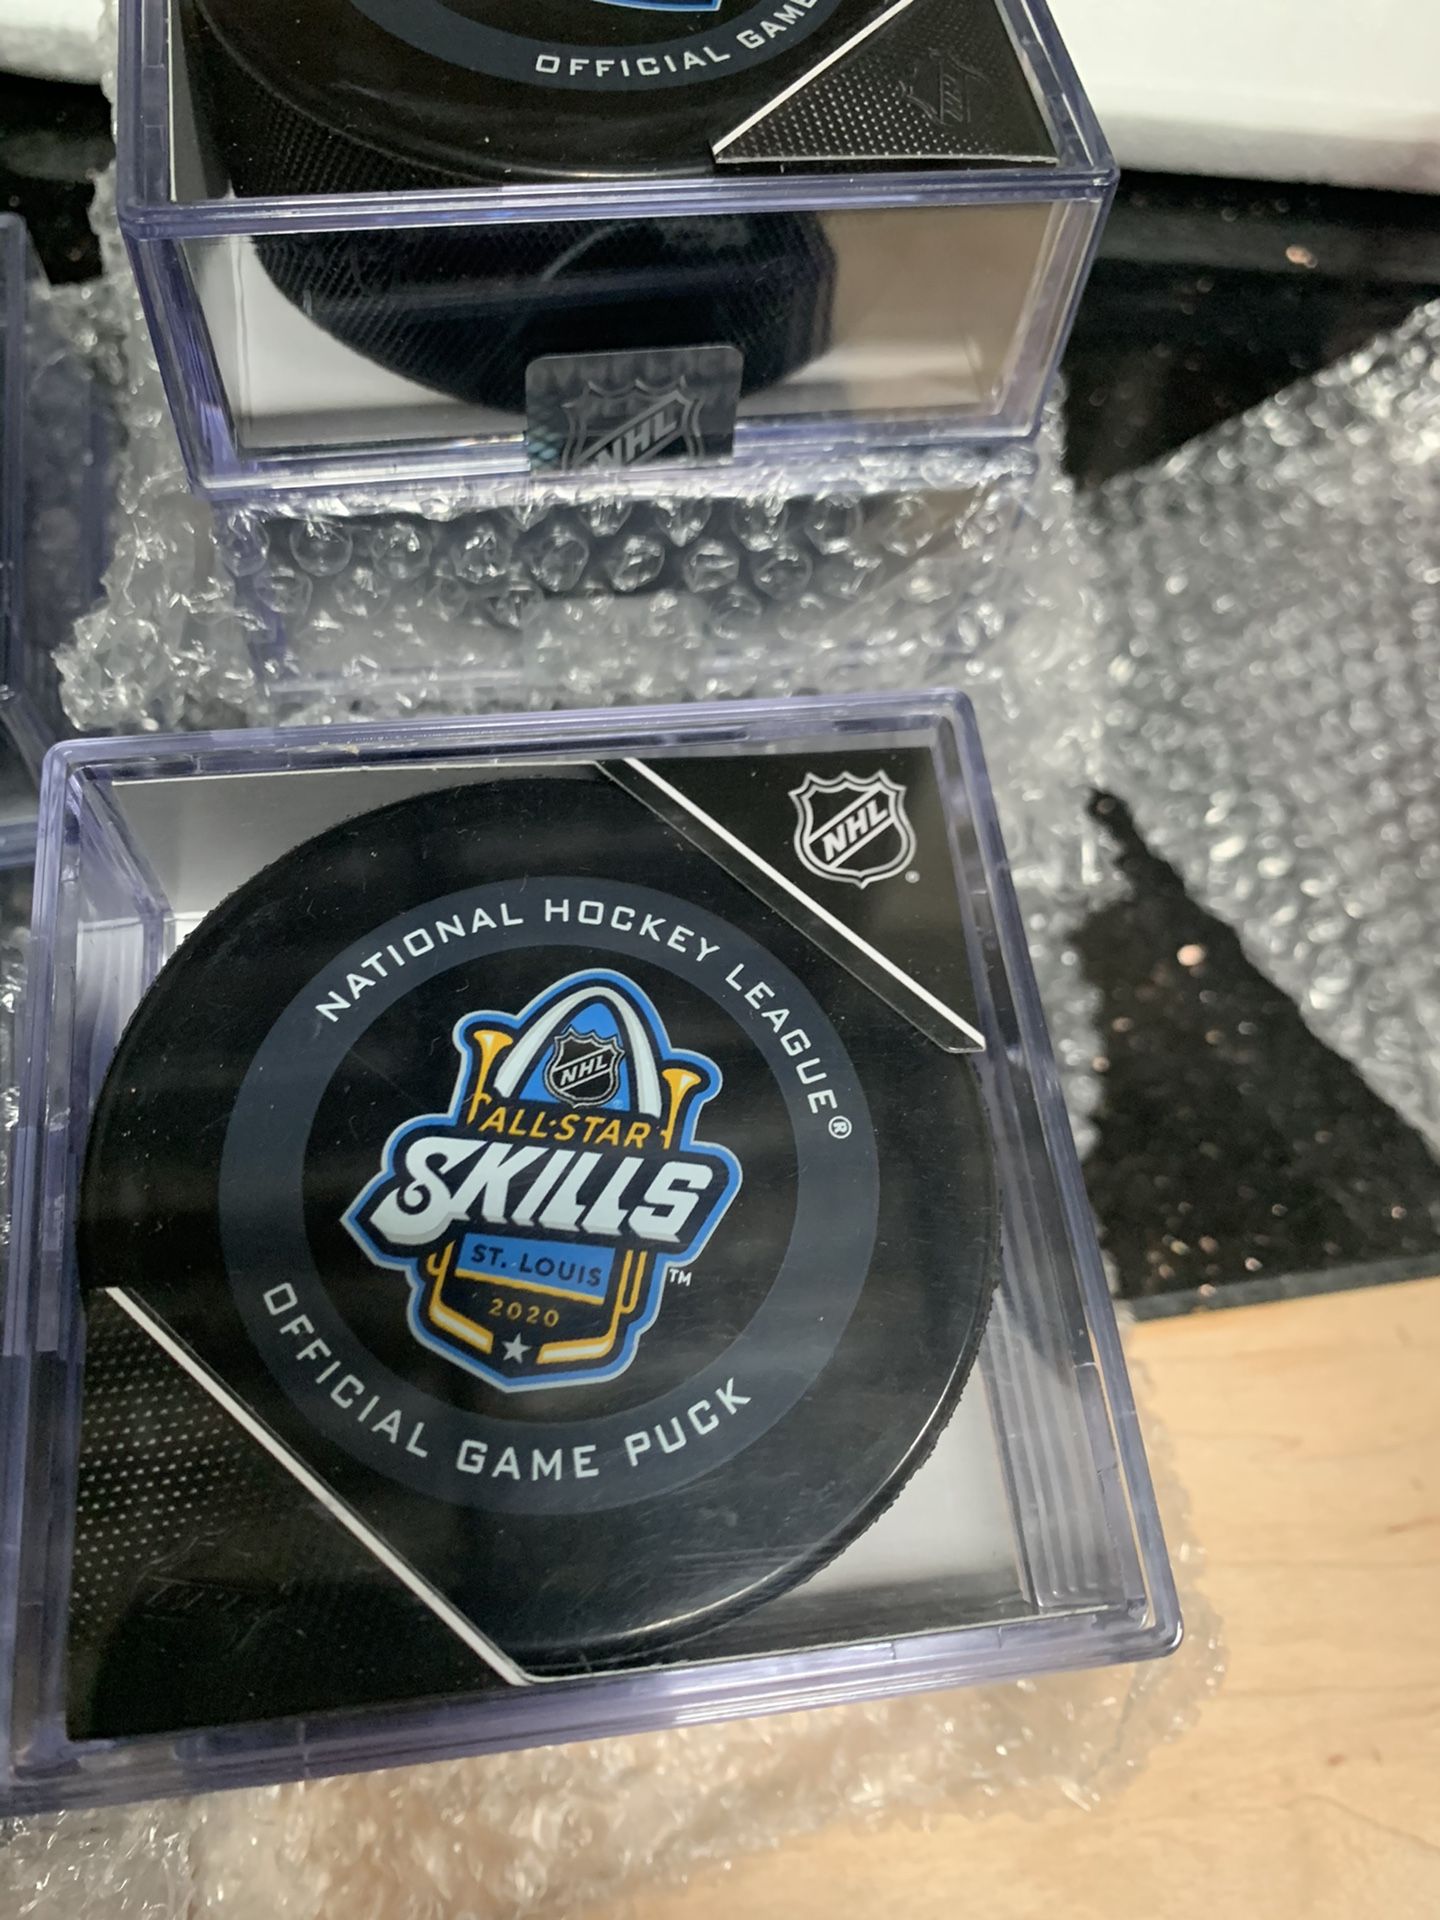 OFFICIAL GAME
NHL
NHL
NATIONAL HOCKEY LEAGUE®
NHL
ALL·STAR
SKILLS
ST. LOUIS
2020
TM
OFFICIAL GAME PUCK